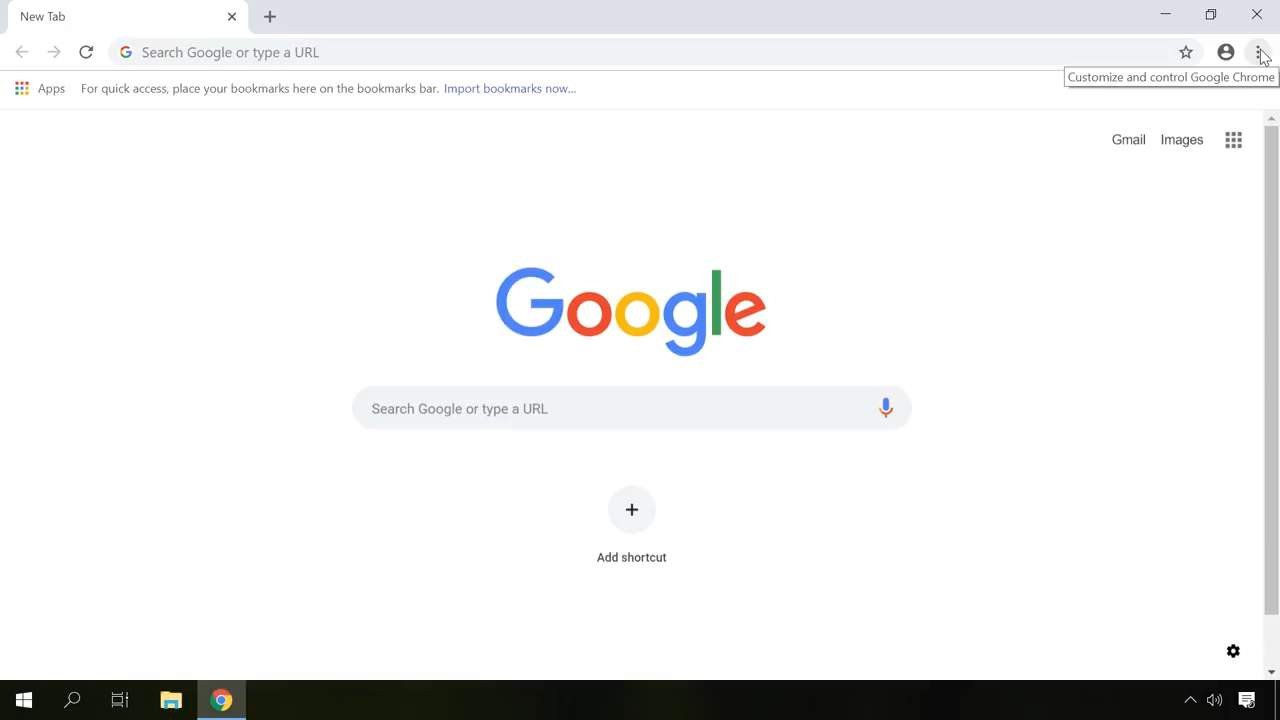 New Tab
Search Google or type a URL
Customize and control Google Chrome
Apps For quick access, place your bookmarks here on the bookmarks bar. Import bookmarks now...
Gmail Images
Google
Search Google or type a URL
Add shortcut